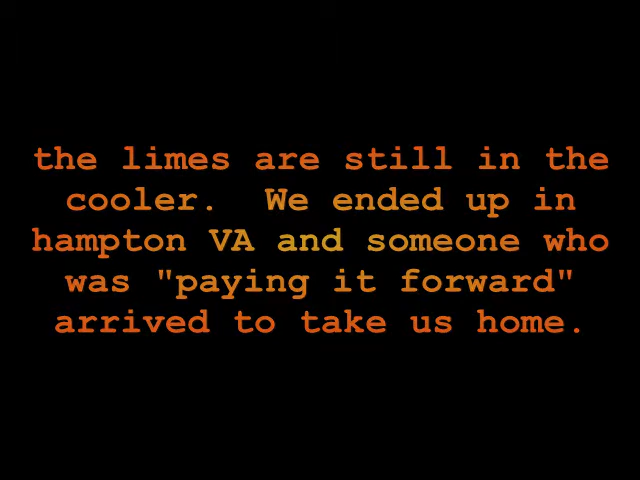 the limes are still in the
cooler.  We ended up in
hampton VA and someone who
was "paying it forward"
arrived to take us home.